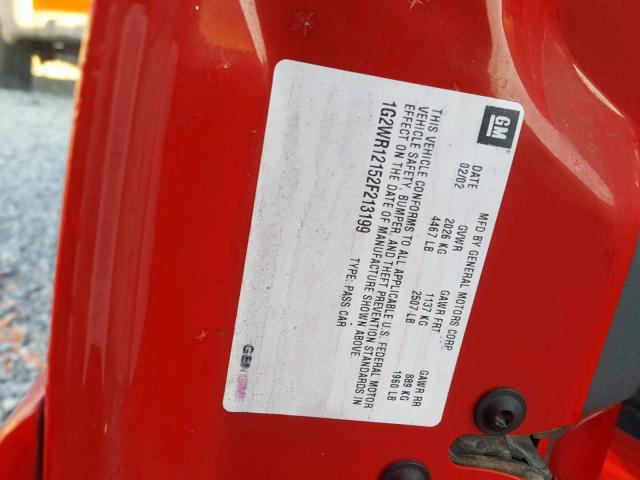 GM
MFD BY GENERAL MOTORS CORP
DATE GVWR GAWR FRT GAWR RR
02/02 2026 KG 1137 KG 889 KG
4467 LB 2507 LB 1960 LB
THIS VEHICLE CONFORMS TO ALL APPLICABLE U.S. FEDERAL MOTOR
VEHICLE SAFETY, BUMPER, AND THEFT PREVENTION STANDARDS IN
EFFECT ON THE DATE OF MANUFACTURE SHOWN ABOVE.
1G2WR12152F213199 TYPE: PASS CAR